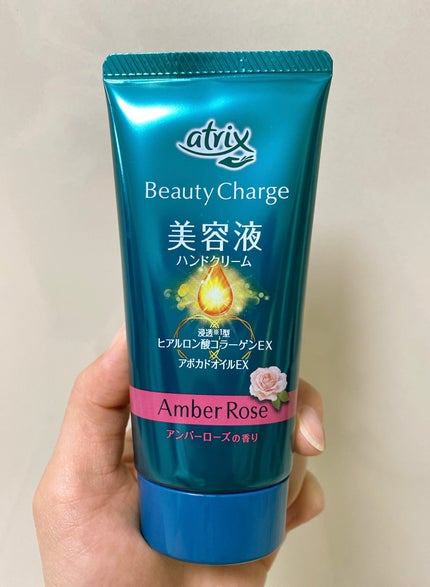 atrix
Beauty Charge
美容液
ハンドクリーム
浸透※1型
ヒアルロン酸コラーゲンEX
アボカドオイルEX
Amber Rose
アンバーローズの香り